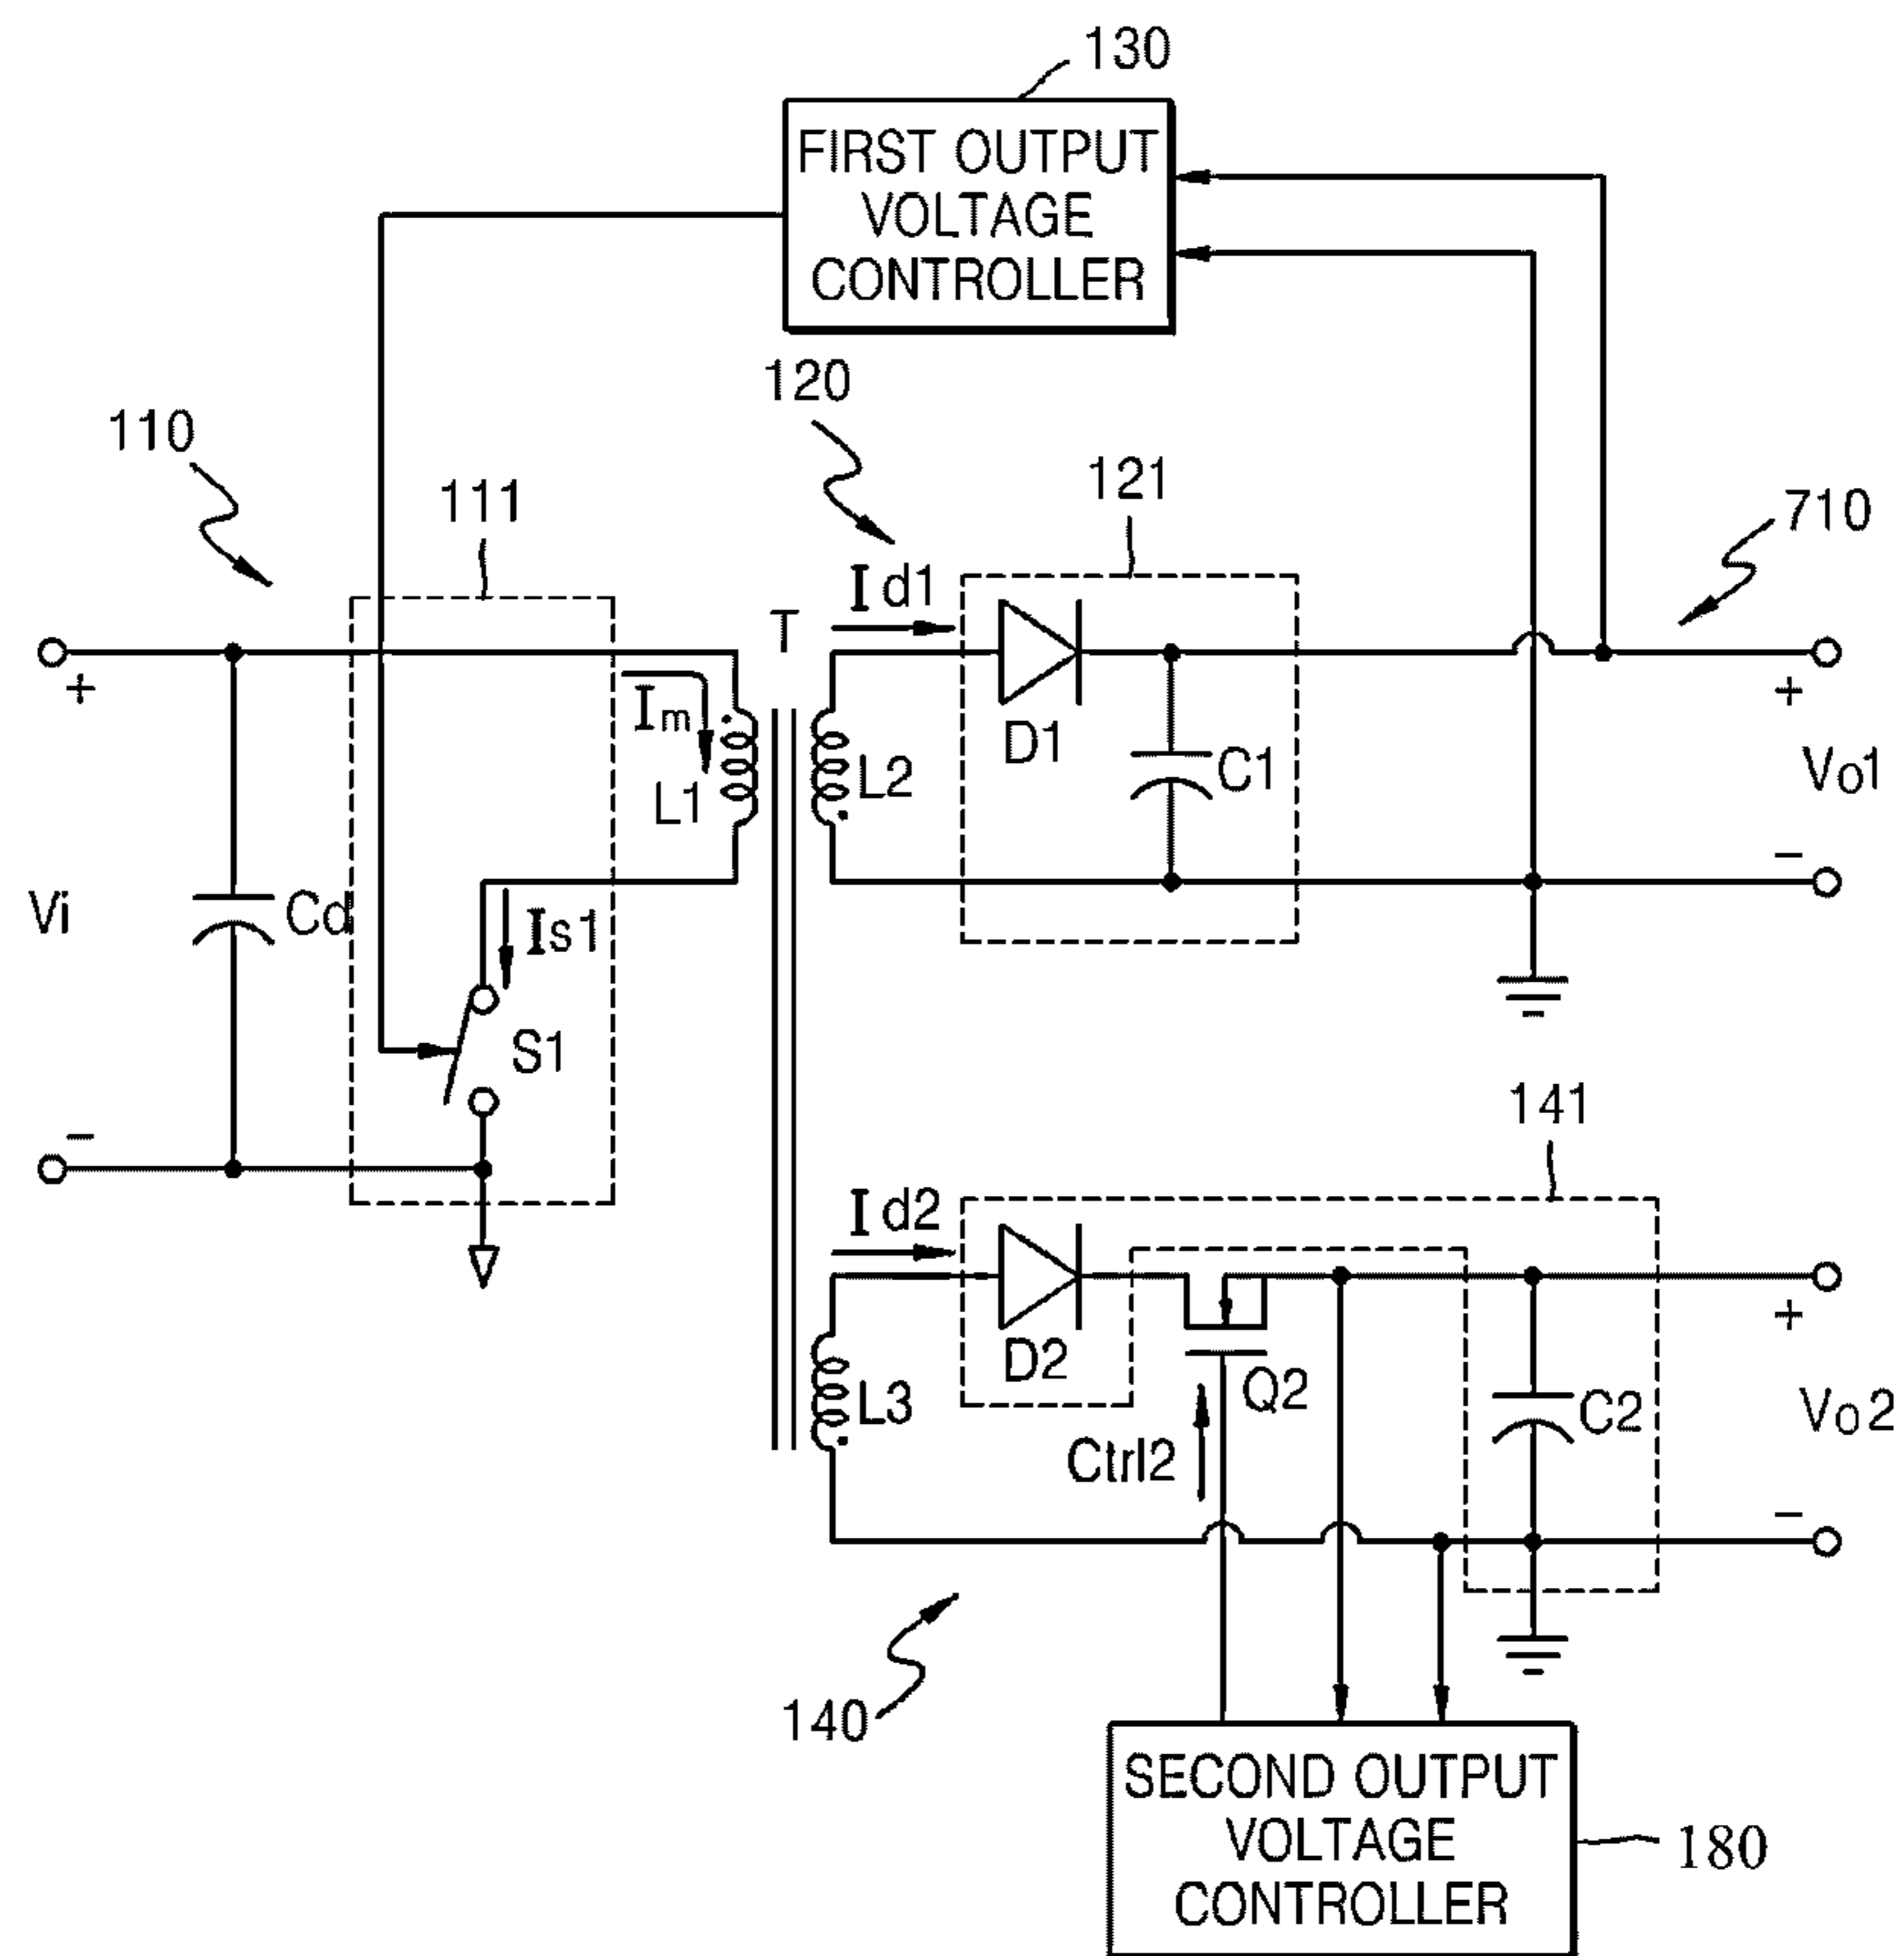 130
FIRST OUTPUT
VOLTAGE
CONTROLLER
120
110
111
121
710
Id1
T
+
Im
L1
L2
D1
C1
+
Vo1
−
Vi
Cd
Is1
S1
−
141
Id2
D2
Q2
+
L3
C2
Vo2
Ctrl2
−
140
SECOND OUTPUT
VOLTAGE
CONTROLLER
180